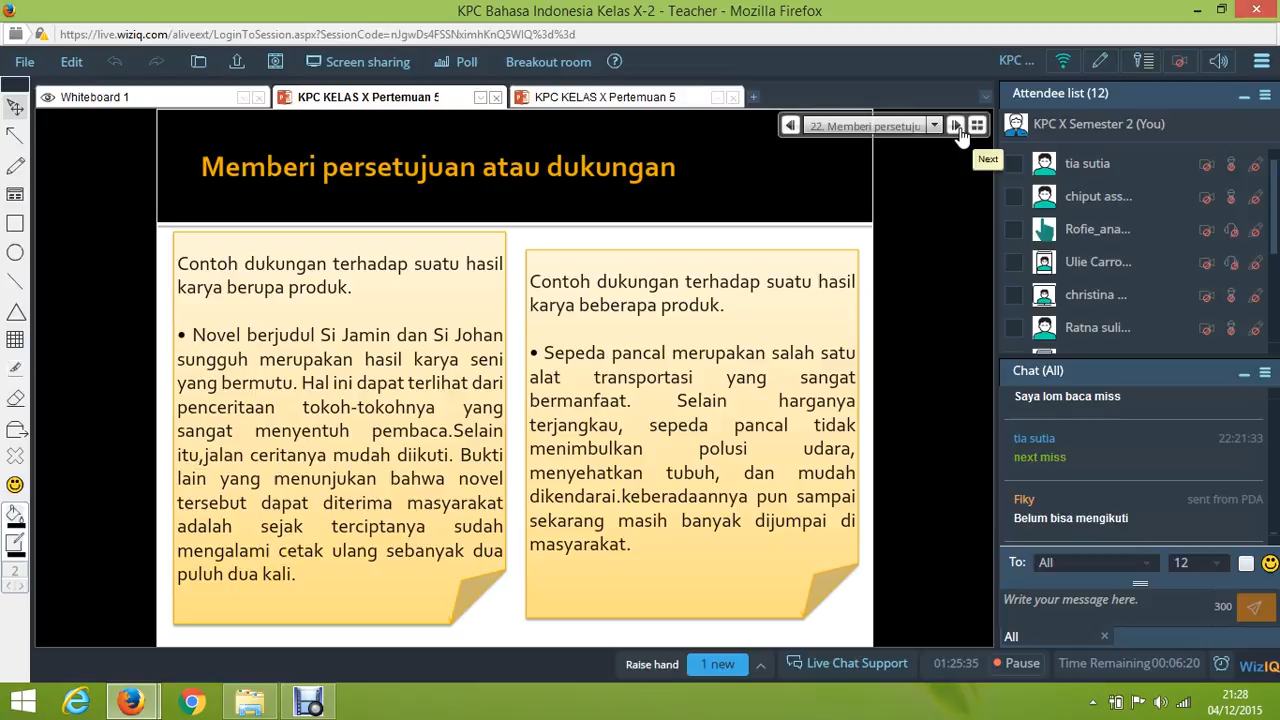 KPC Bahasa Indonesia Kelas X-2 - Teacher - Mozilla Firefox
https://live.wiziq.com/aliveext/LoginToSession.aspx?SessionCode=nJgwDs4FSSNximhKnQ5WIQ%3d%3d
File Edit Screen sharing Poll Breakout room ? KPC ...
Whiteboard 1
KPC KELAS X Pertemuan 5
KPC KELAS X Pertemuan 5
22. Memberi persetuju
Next
Memberi persetujuan atau dukungan
Contoh dukungan terhadap suatu hasil
karya berupa produk.
• Novel berjudul Si Jamin dan Si Johan
sungguh merupakan hasil karya seni
yang bermutu. Hal ini dapat terlihat dari
penceritaan tokoh-tokohnya yang
sangat menyentuh pembaca.Selain
itu,jalan ceritanya mudah diikuti. Bukti
lain yang menunjukan bahwa novel
tersebut dapat diterima masyarakat
adalah sejak terciptanya sudah
mengalami cetak ulang sebanyak dua
puluh dua kali.
Contoh dukungan terhadap suatu hasil
karya beberapa produk.
• Sepeda pancal merupakan salah satu
alat transportasi yang sangat
bermanfaat. Selain harganya
terjangkau, sepeda pancal tidak
menimbulkan polusi udara,
menyehatkan tubuh, dan mudah
dikendarai.keberadaannya pun sampai
sekarang masih banyak dijumpai di
masyarakat.
2
Attendee list (12)
KPC X Semester 2 (You)
tia sutia
chiput ass...
Rofie_ana...
Ulie Carro...
christina ...
Ratna suli...
Chat (All)
Saya lom baca miss
tia sutia 22:21:33
next miss
Fiky sent from PDA
Belum bisa mengikuti
To: All 12
Write your message here.
300
All
Raise hand 1 new Live Chat Support 01:25:35 Pause Time Remaining 00:06:20 WizIQ
21:28
04/12/2015